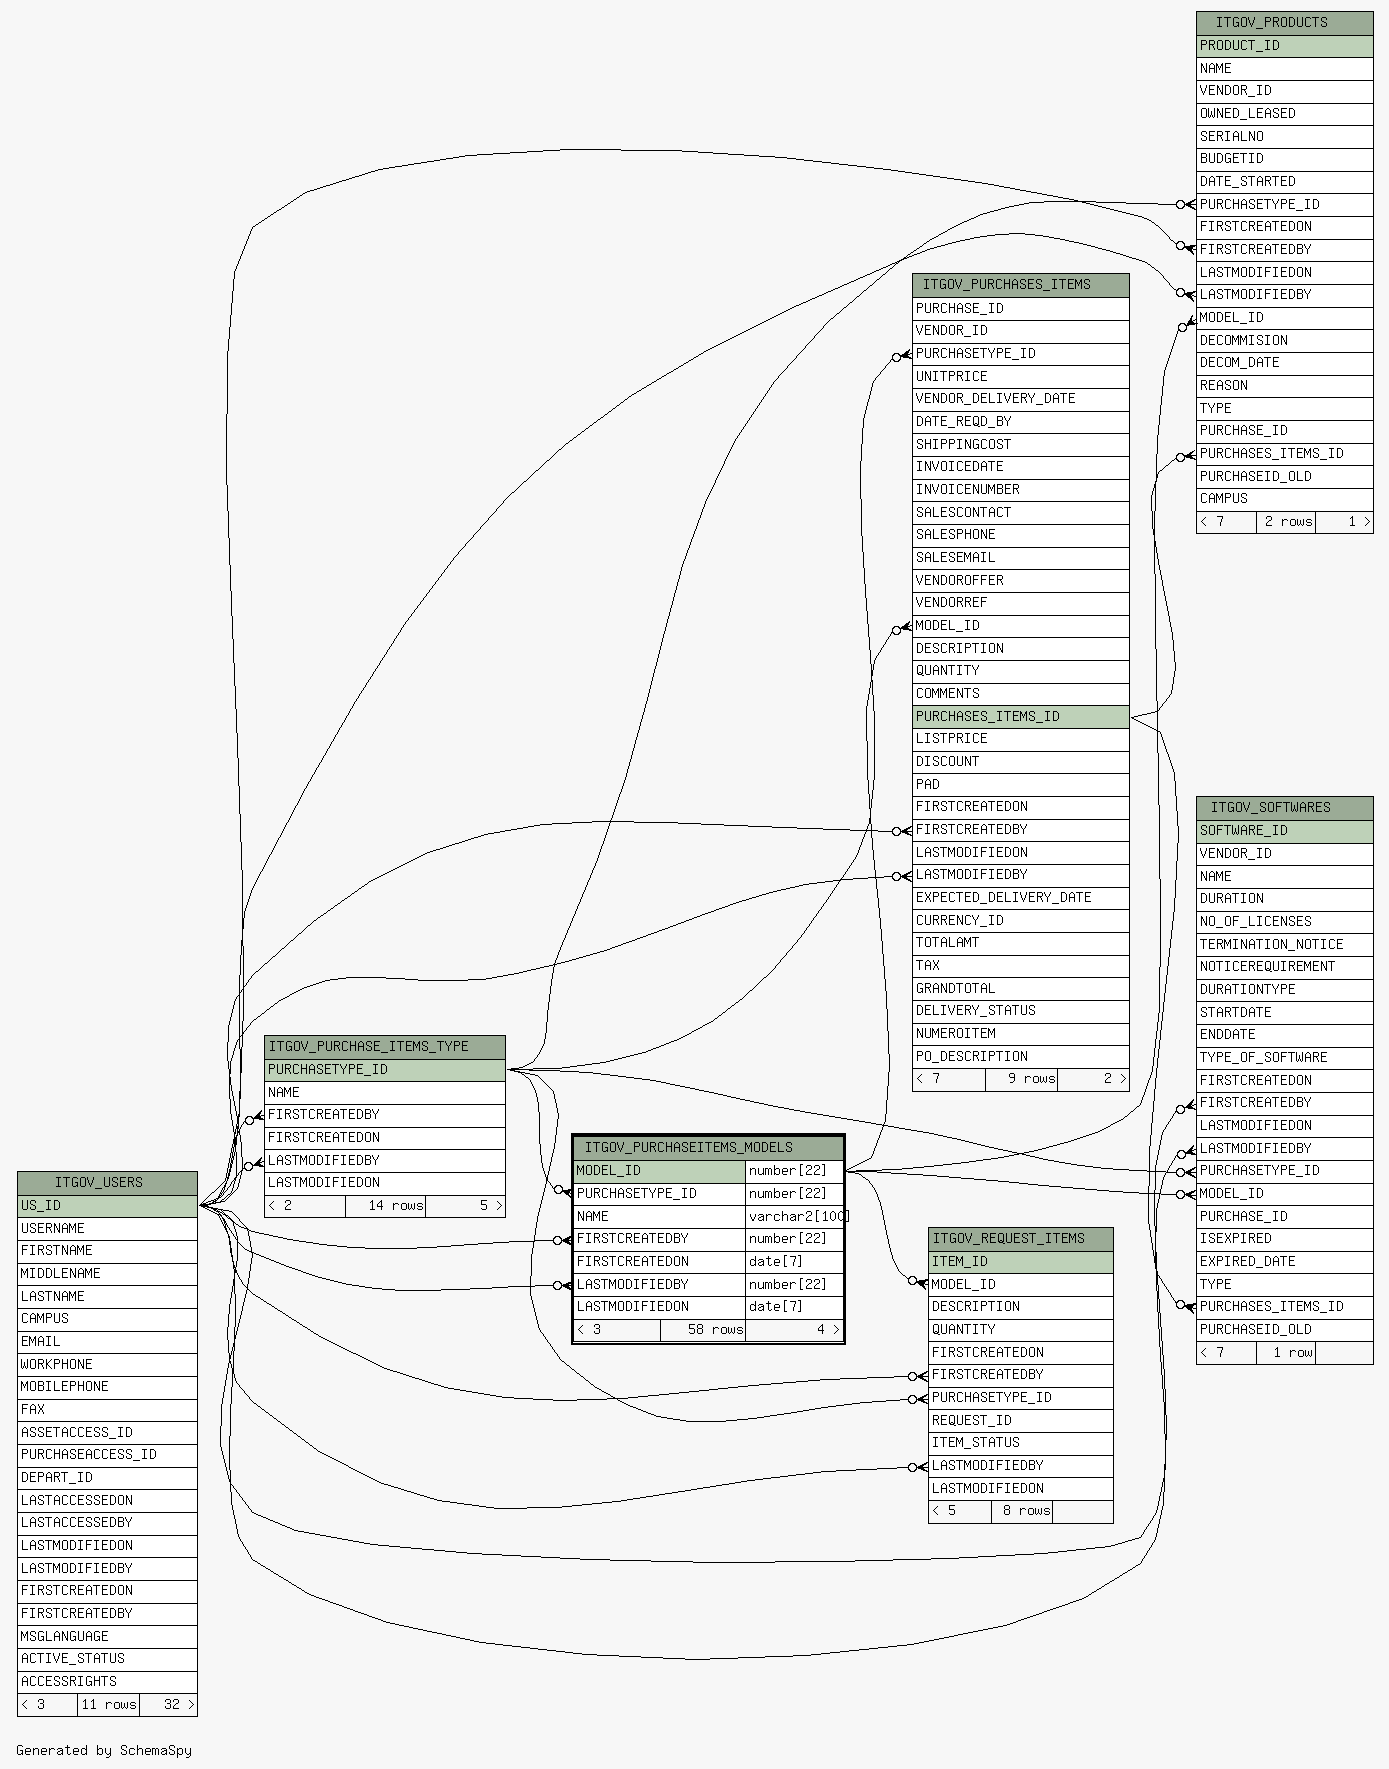 ITGOV_PRODUCTS
PRODUCT_ID
NAME
VENDOR_ID
OWNED_LEASED
SERIALNO
BUDGETID
DATE_STARTED
PURCHASETYPE_ID
FIRSTCREATEDON
FIRSTCREATEDBY
LASTMODIFIEDON
LASTMODIFIEDBY
MODEL_ID
DECOMMISION
DECOM_DATE
REASON
TYPE
PURCHASE_ID
PURCHASES_ITEMS_ID
PURCHASEID_OLD
CAMPUS
< 7 2 rows 1 >
ITGOV_PURCHASES_ITEMS
PURCHASE_ID
VENDOR_ID
PURCHASETYPE_ID
UNITPRICE
VENDOR_DELIVERY_DATE
DATE_REQD_BY
SHIPPINGCOST
INVOICEDATE
INVOICENUMBER
SALESCONTACT
SALESPHONE
SALESEMAIL
VENDOROFFER
VENDORREF
MODEL_ID
DESCRIPTION
QUANTITY
COMMENTS
PURCHASES_ITEMS_ID
LISTPRICE
DISCOUNT
PAD
FIRSTCREATEDON
FIRSTCREATEDBY
LASTMODIFIEDON
LASTMODIFIEDBY
EXPECTED_DELIVERY_DATE
CURRENCY_ID
TOTALAMT
TAX
GRANDTOTAL
DELIVERY_STATUS
NUMEROITEM
PO_DESCRIPTION
< 7 9 rows 2 >
ITGOV_SOFTWARES
SOFTWARE_ID
VENDOR_ID
NAME
DURATION
NO_OF_LICENSES
TERMINATION_NOTICE
NOTICEREQUIREMENT
DURATIONTYPE
STARTDATE
ENDDATE
TYPE_OF_SOFTWARE
FIRSTCREATEDON
FIRSTCREATEDBY
LASTMODIFIEDON
LASTMODIFIEDBY
PURCHASETYPE_ID
MODEL_ID
PURCHASE_ID
ISEXPIRED
EXPIRED_DATE
TYPE
PURCHASES_ITEMS_ID
PURCHASEID_OLD
< 7 1 row
ITGOV_PURCHASE_ITEMS_TYPE
PURCHASETYPE_ID
NAME
FIRSTCREATEDBY
FIRSTCREATEDON
LASTMODIFIEDBY
LASTMODIFIEDON
< 2 14 rows 5 >
ITGOV_PURCHASEITEMS_MODELS
MODEL_ID number[22]
PURCHASETYPE_ID number[22]
NAME varchar2[100]
FIRSTCREATEDBY number[22]
FIRSTCREATEDON date[7]
LASTMODIFIEDBY number[22]
LASTMODIFIEDON date[7]
< 3 58 rows 4 >
ITGOV_REQUEST_ITEMS
ITEM_ID
MODEL_ID
DESCRIPTION
QUANTITY
FIRSTCREATEDON
FIRSTCREATEDBY
PURCHASETYPE_ID
REQUEST_ID
ITEM_STATUS
LASTMODIFIEDBY
LASTMODIFIEDON
< 5 8 rows
ITGOV_USERS
US_ID
USERNAME
FIRSTNAME
MIDDLENAME
LASTNAME
CAMPUS
EMAIL
WORKPHONE
MOBILEPHONE
FAX
ASSETACCESS_ID
PURCHASEACCESS_ID
DEPART_ID
LASTACCESSEDON
LASTACCESSEDBY
LASTMODIFIEDON
LASTMODIFIEDBY
FIRSTCREATEDON
FIRSTCREATEDBY
MSGLANGUAGE
ACTIVE_STATUS
ACCESSRIGHTS
< 3 11 rows 32 >
Generated by SchemaSpy